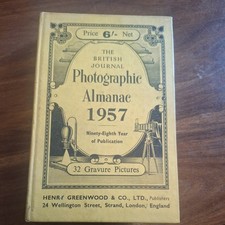 Price 6/- Net
THE
BRITISH
JOURNAL
Photographic
Almanac
1957
Ninety-Eighth Year
of Publication
32 Gravure Pictures
HENRY GREENWOOD & CO., LTD., Publishers
24 Wellington Street, Strand, London, England